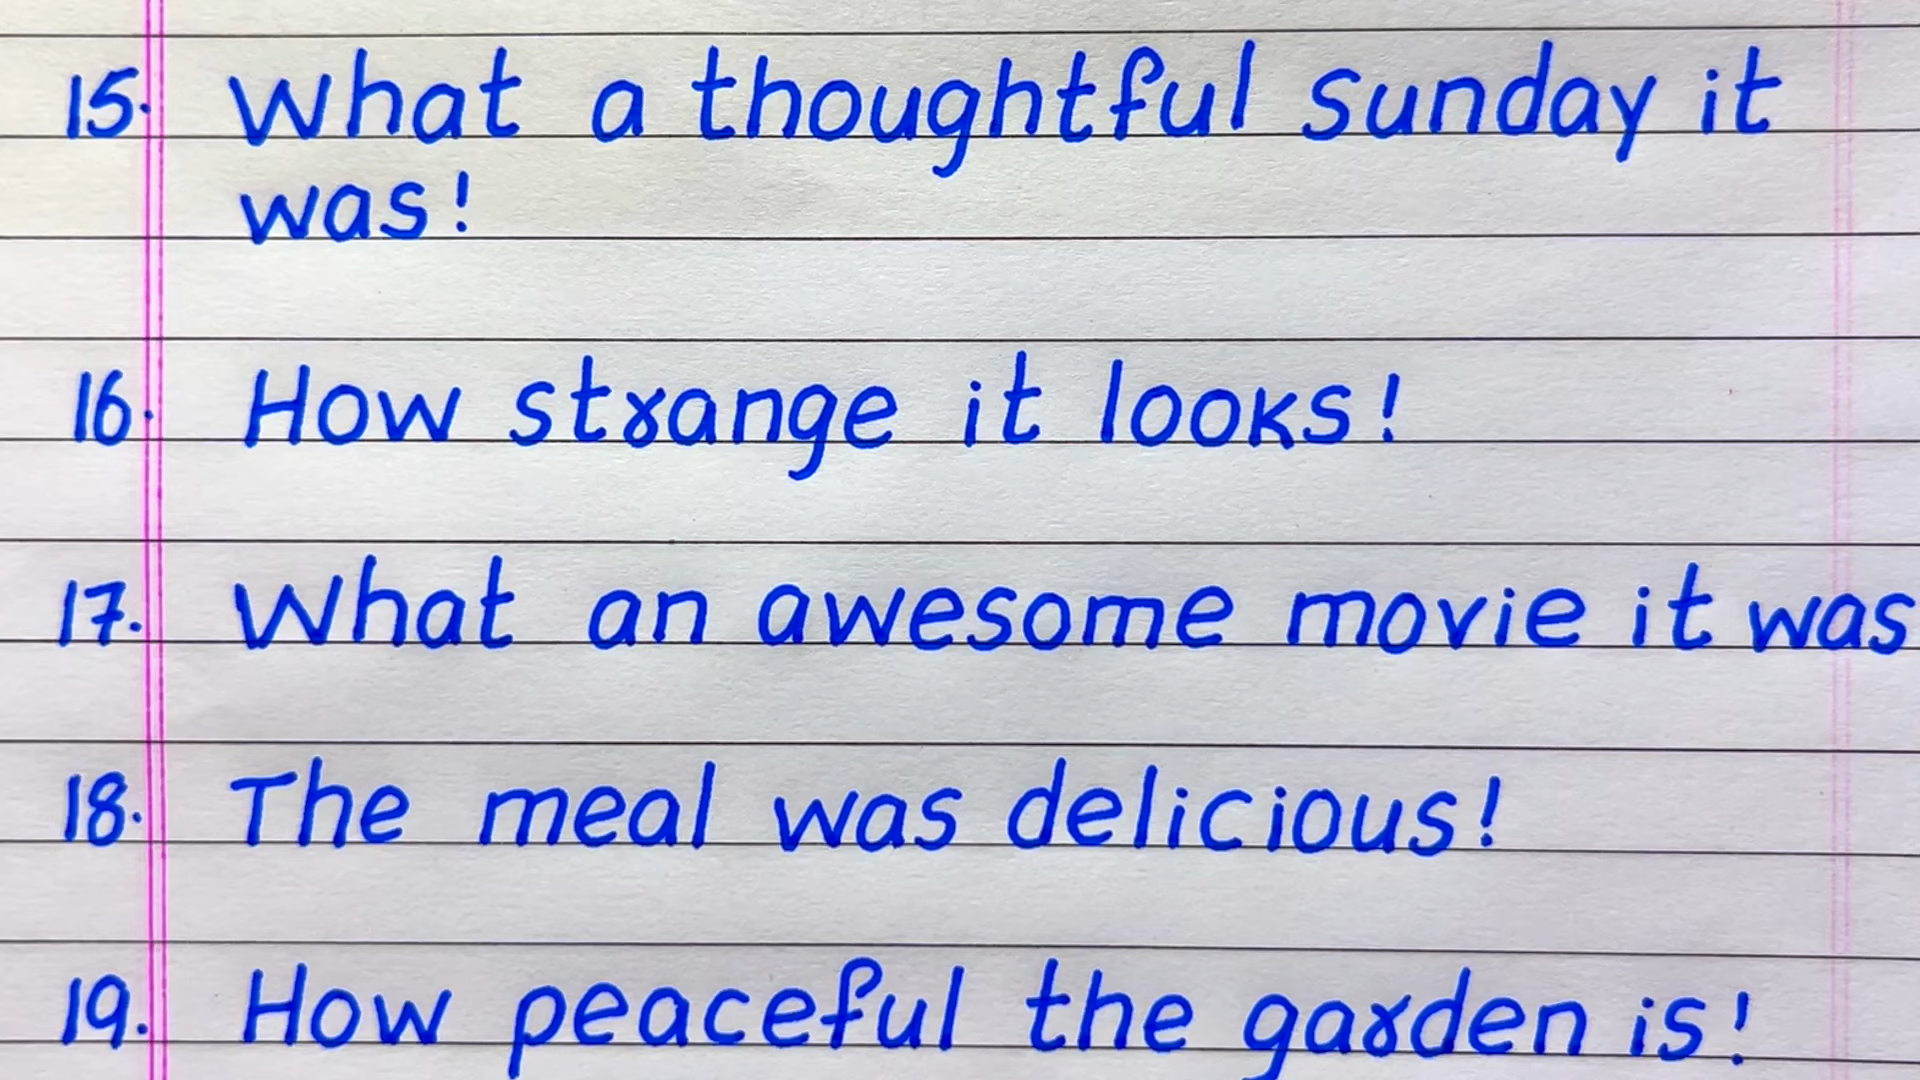 15. What a thoughtful sunday it
was!
16. How strange it looks!
17. What an awesome movie it was
18. The meal was delicious!
19. How peaceful the garden is!